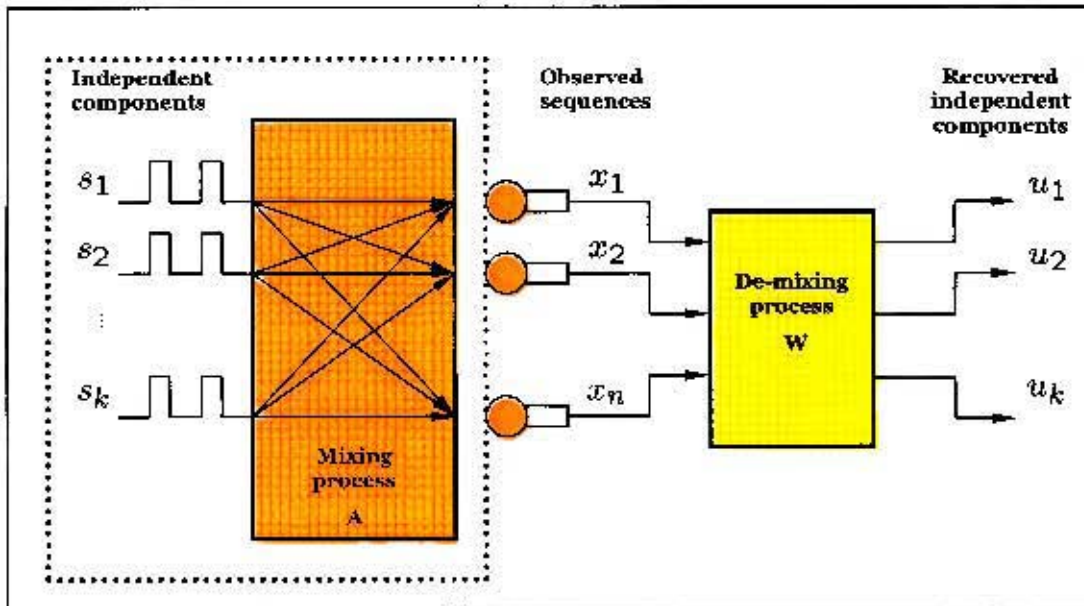 Independent
components
Observed
sequences
Recovered
independent
components
s1
x1
u1
s2
x2
u2
⋮
De-mixing
process
W
sk
xn
uk
Mixing
process
A